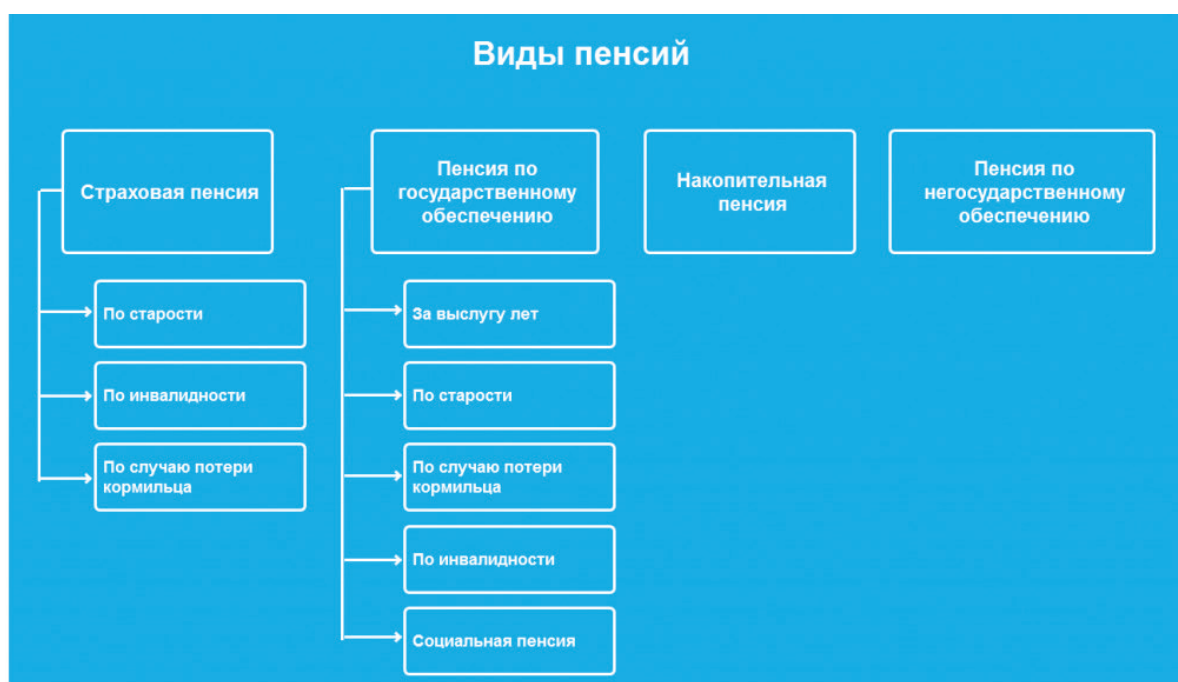 Виды пенсий
Страховая пенсия
По старости
По инвалидности
По случаю потери
кормильца
Пенсия по
государственному
обеспечению
За выслугу лет
По старости
По случаю потери
кормильца
По инвалидности
Социальная пенсия
Накопительная
пенсия
Пенсия по
негосударственному
обеспечению